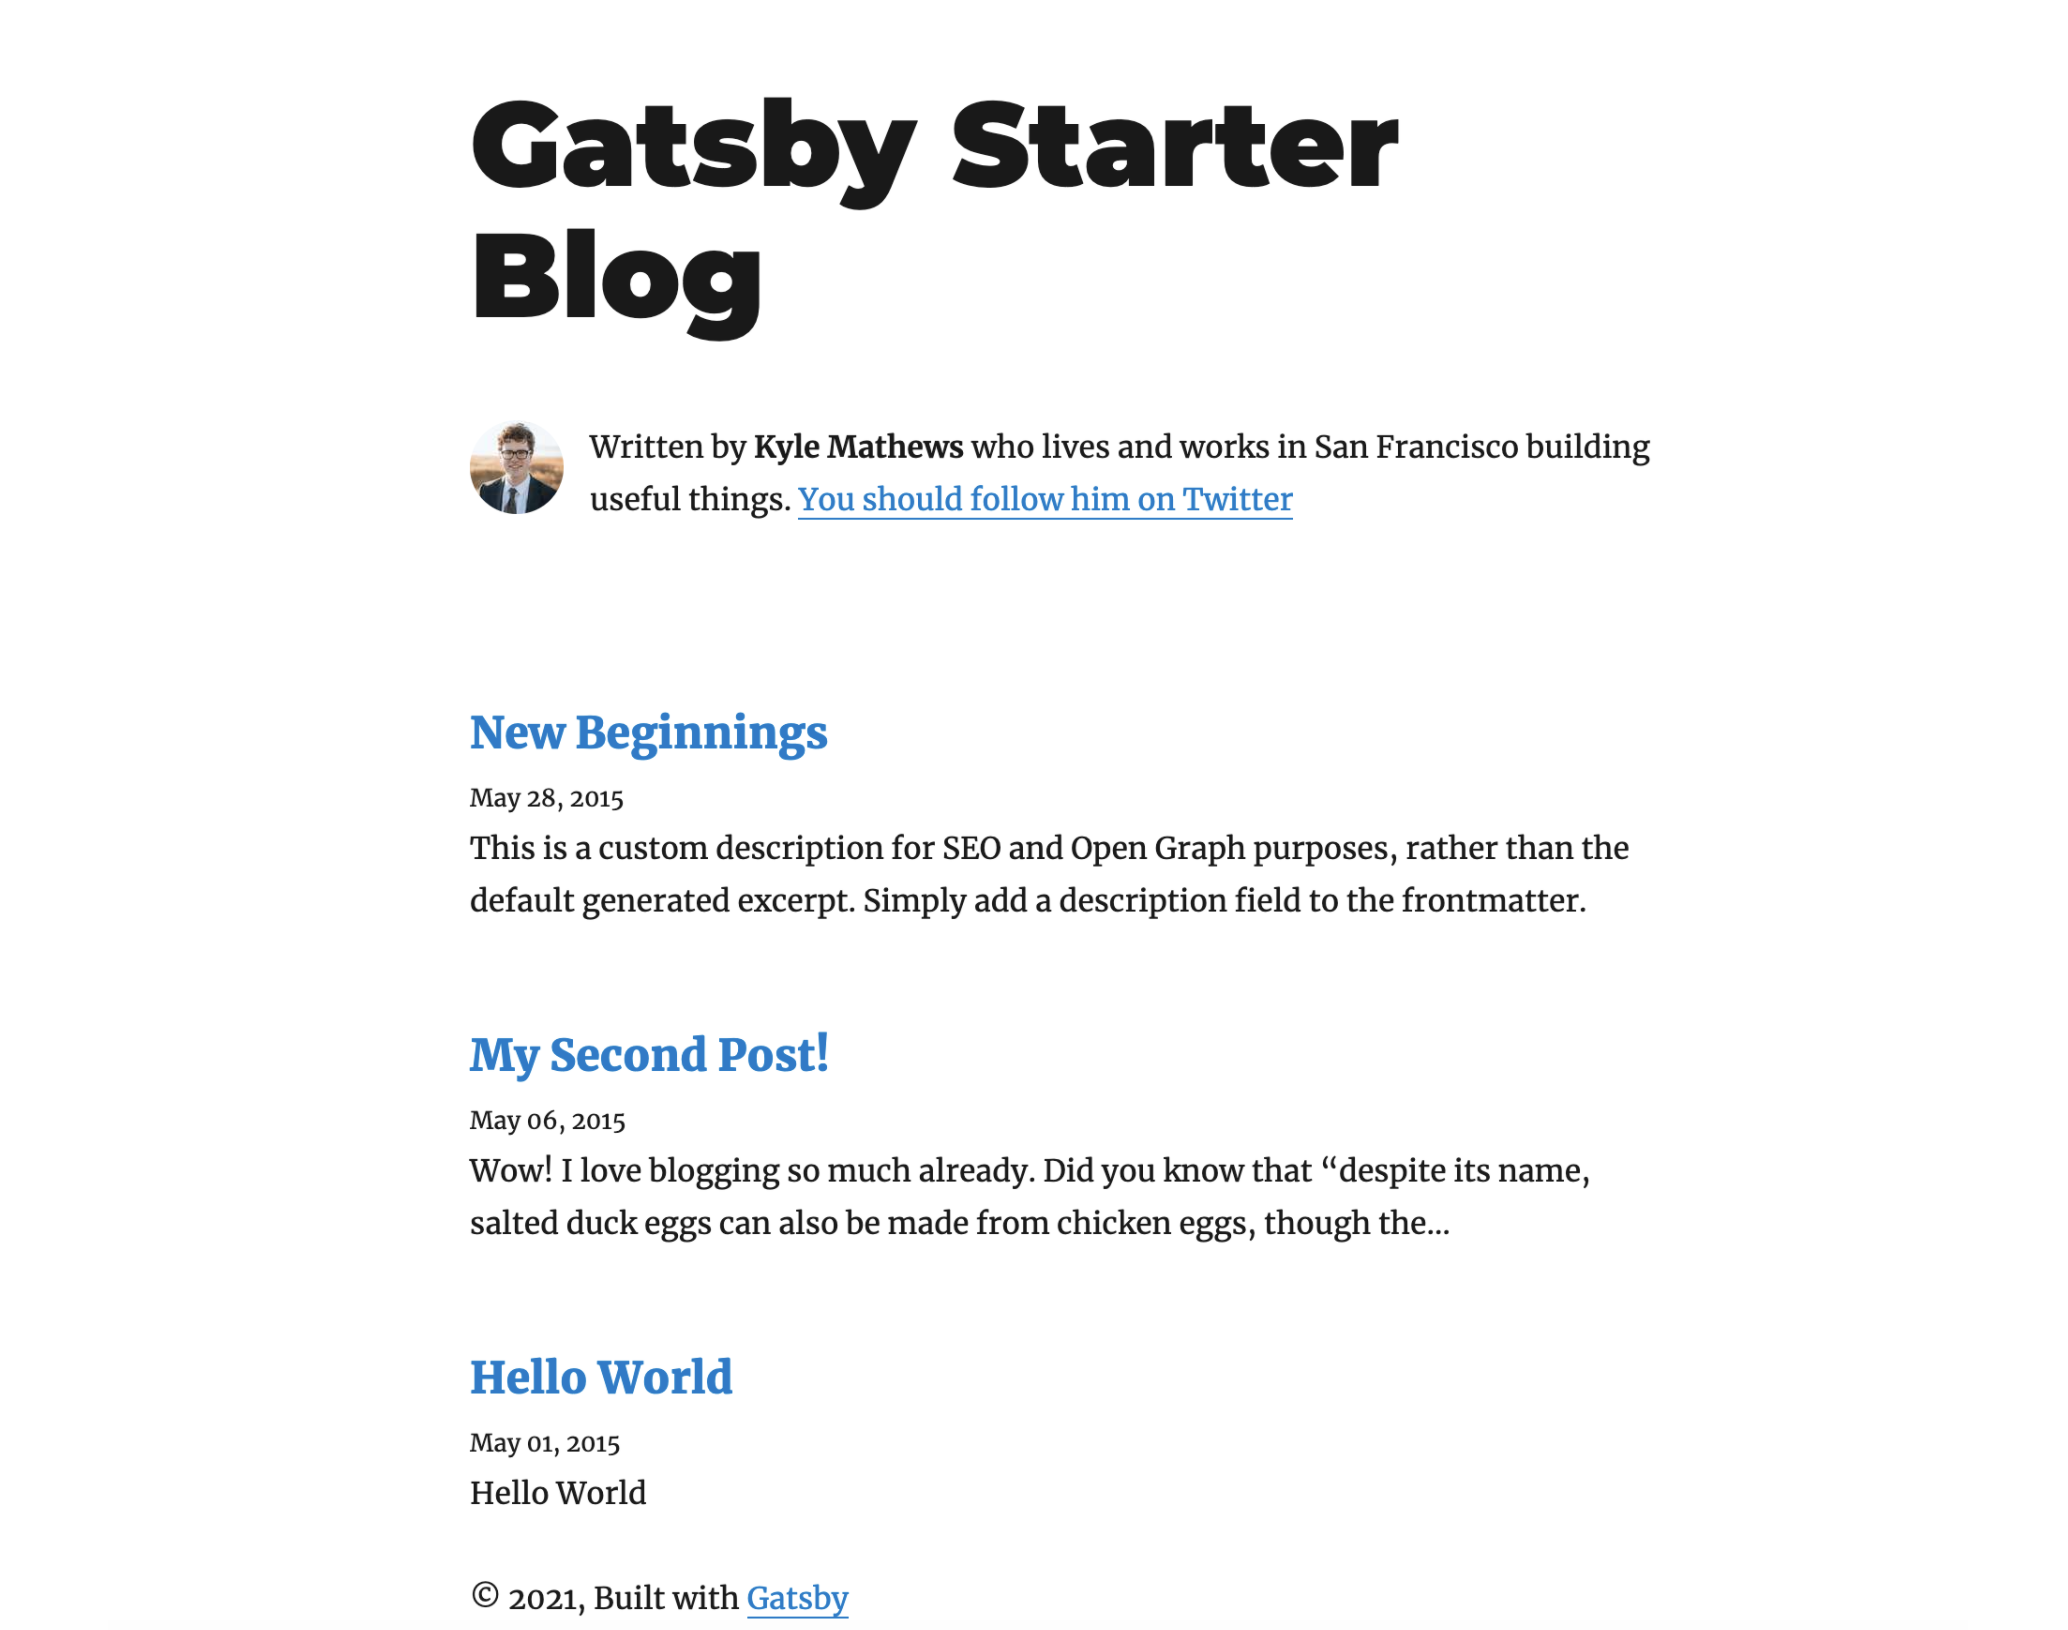 Gatsby Starter
Blog
Written by Kyle Mathews who lives and works in San Francisco building
useful things. You should follow him on Twitter
New Beginnings
May 28, 2015
This is a custom description for SEO and Open Graph purposes, rather than the
default generated excerpt. Simply add a description field to the frontmatter.
My Second Post!
May 06, 2015
Wow! I love blogging so much already. Did you know that “despite its name,
salted duck eggs can also be made from chicken eggs, though the…
Hello World
May 01, 2015
Hello World
© 2021, Built with Gatsby